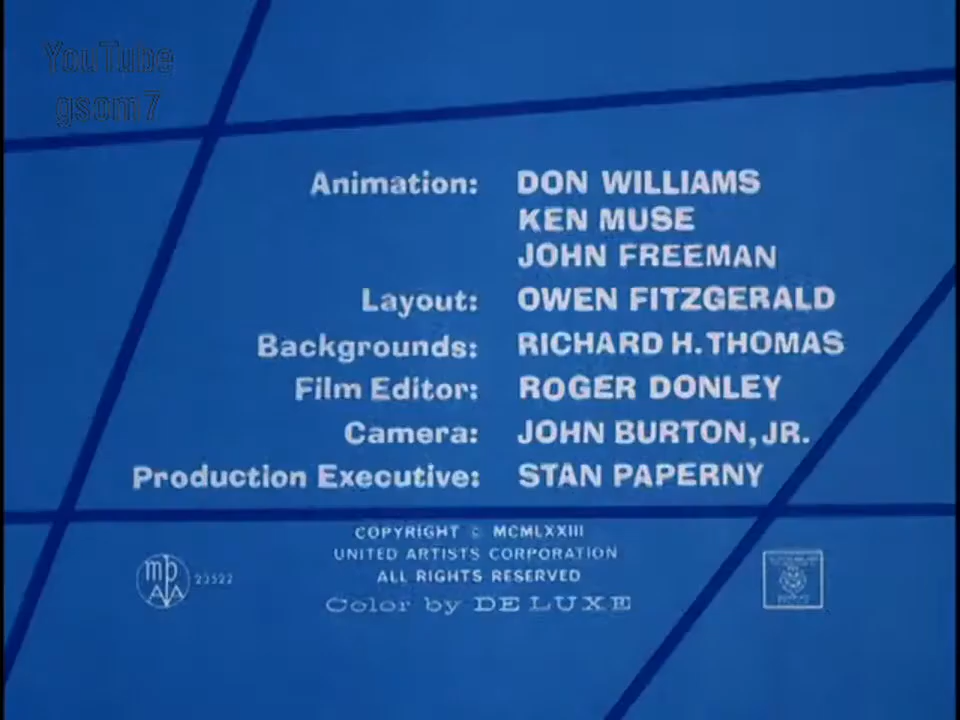 YouTube
gsom7
Animation: DON WILLIAMS
KEN MUSE
JOHN FREEMAN
Layout: OWEN FITZGERALD
Backgrounds: RICHARD H. THOMAS
Film Editor: ROGER DONLEY
Camera: JOHN BURTON, JR.
Production Executive: STAN PAPERNY
COPYRIGHT © MCMLXXIII
UNITED ARTISTS CORPORATION
ALL RIGHTS RESERVED
Color by DE LUXE
mp
AA 23522